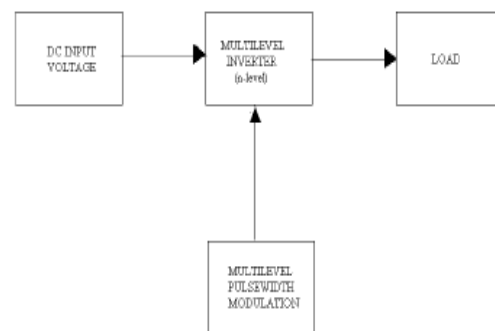 DC INPUT
VOLTAGE
MULTILEVEL
INVERTER
(n-level)
LOAD
MULTILEVEL
PULSEWIDTH
MODULATION